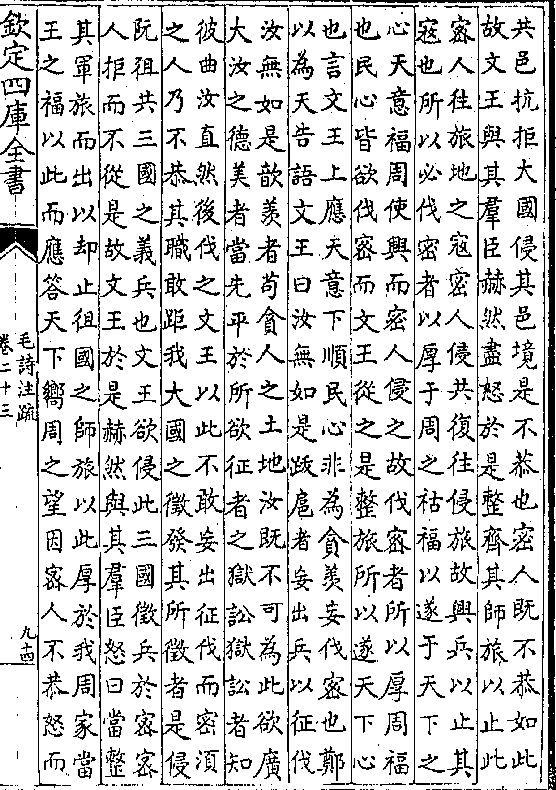 共邑抗拒大國侵其邑境是不恭也密人既不恭如此
故文王與其羣臣赫然盡怒於是整齊其師旅以止此
密人往旅地之寇密人侵共復往侵旅故興兵以止其
寇也所以必伐密者以厚于周之祜福以遂于天下之
心天意福周使興而密人侵之故伐密者所以厚周福
也民心皆欲伐密而文王從之是整旅所以遂天下心
也言文王上應天意下順民心非為貪羡妄伐密也鄭
以為天告語文王曰汝無如是跋扈者妄出兵以征伐
汝無如是歆羡者苟貪人之土地汝既不可為此欲廣
大汝之德美者當先平於所欲征者之獄訟獄訟者知
彼曲汝直然後伐之文王以此不敢妄出征伐而密湏
之人乃不恭其職敢距我大國之徵發其所徵者是侵
阮徂共三國之義兵也文王欲侵此三國徵兵於密密
人拒而不從是故文王於是赫然與其羣臣怒曰當整
其軍旅而出以却止徂國之師旅以此厚於我周家當
王之福以此而應答天下嚮周之望因密人不恭怒而
欽定四庫全書
毛詩注疏
卷二十三
九十四